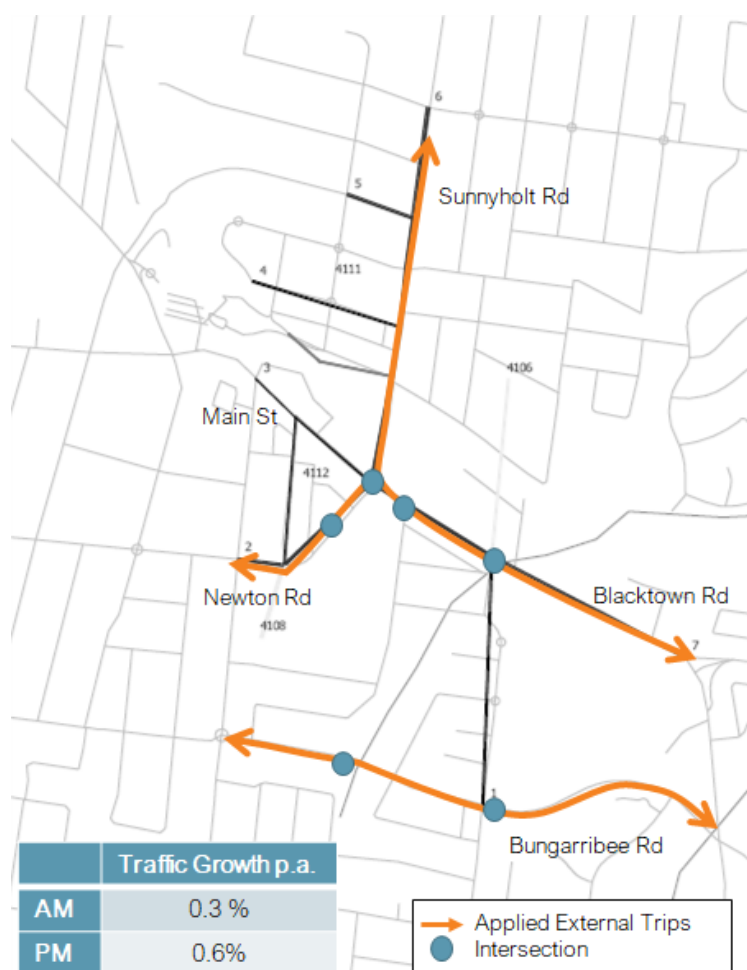 6
Sunnyholt Rd
5
4111
4
4106
3
Main St
4112
2
Newton Rd
4108
Blacktown Rd
7
1
Bungarribee Rd
Traffic Growth p.a.
AM 0.3 %
PM 0.6%
Applied External Trips
Intersection